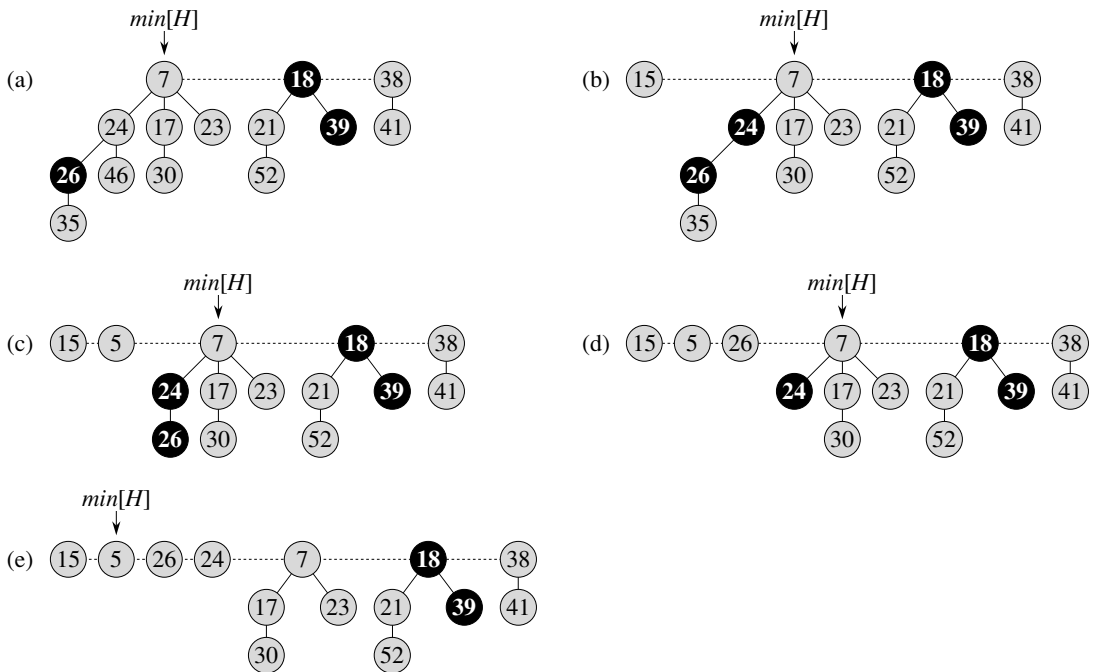 min[H] min[H]
(a) 7 18 38 (b) 15 7 18 38
24 17 23 21 39 41 24 17 23 21 39 41
26 46 30 52 26 30 52
35 35
min[H] min[H]
(c) 15 5 7 18 38 (d) 15 5 26 7 18 38
24 17 23 21 39 41 24 17 23 21 39 41
26 30 52 30 52
min[H]
(e) 15 5 26 24 7 18 38
17 23 21 39 41
30 52